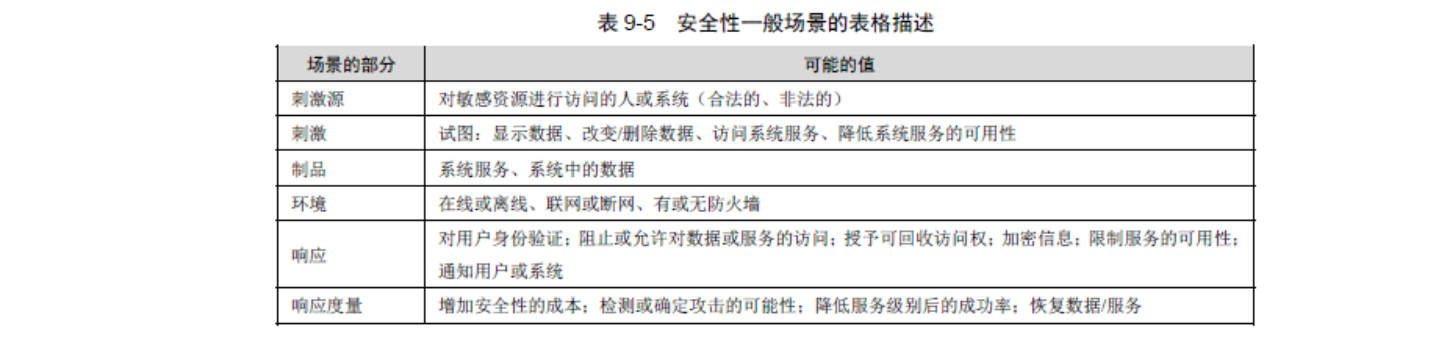 表 9-5 安全性一般场景的表格描述
场景的部分 可能的值
刺激源 对敏感资源进行访问的人或系统（合法的、非法的）
刺激 试图：显示数据、改变/删除数据、访问系统服务、降低系统服务的可用性
制品 系统服务、系统中的数据
环境 在线或离线、联网或断网、有或无防火墙
响应 对用户身份验证；阻止或允许对数据或服务的访问；授予可回收访问权；加密信息；限制服务的可用性；
通知用户或系统
响应度量 增加安全性的成本；检测或确定攻击的可能性；降低服务级别后的成功率；恢复数据/服务